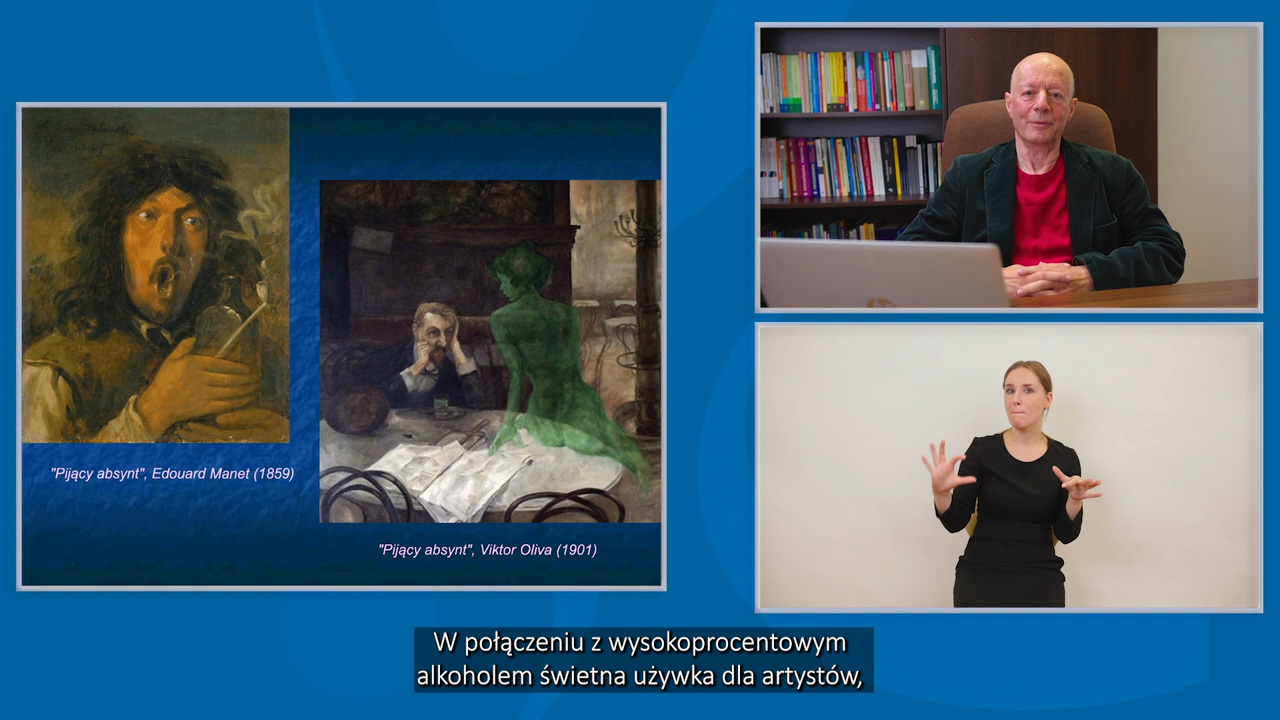 "Pijący absynt", Edouard Manet (1859)
"Pijący absynt", Viktor Oliva (1901)
W połączeniu z wysokoprocentowym
alkoholem świetna używka dla artystów,